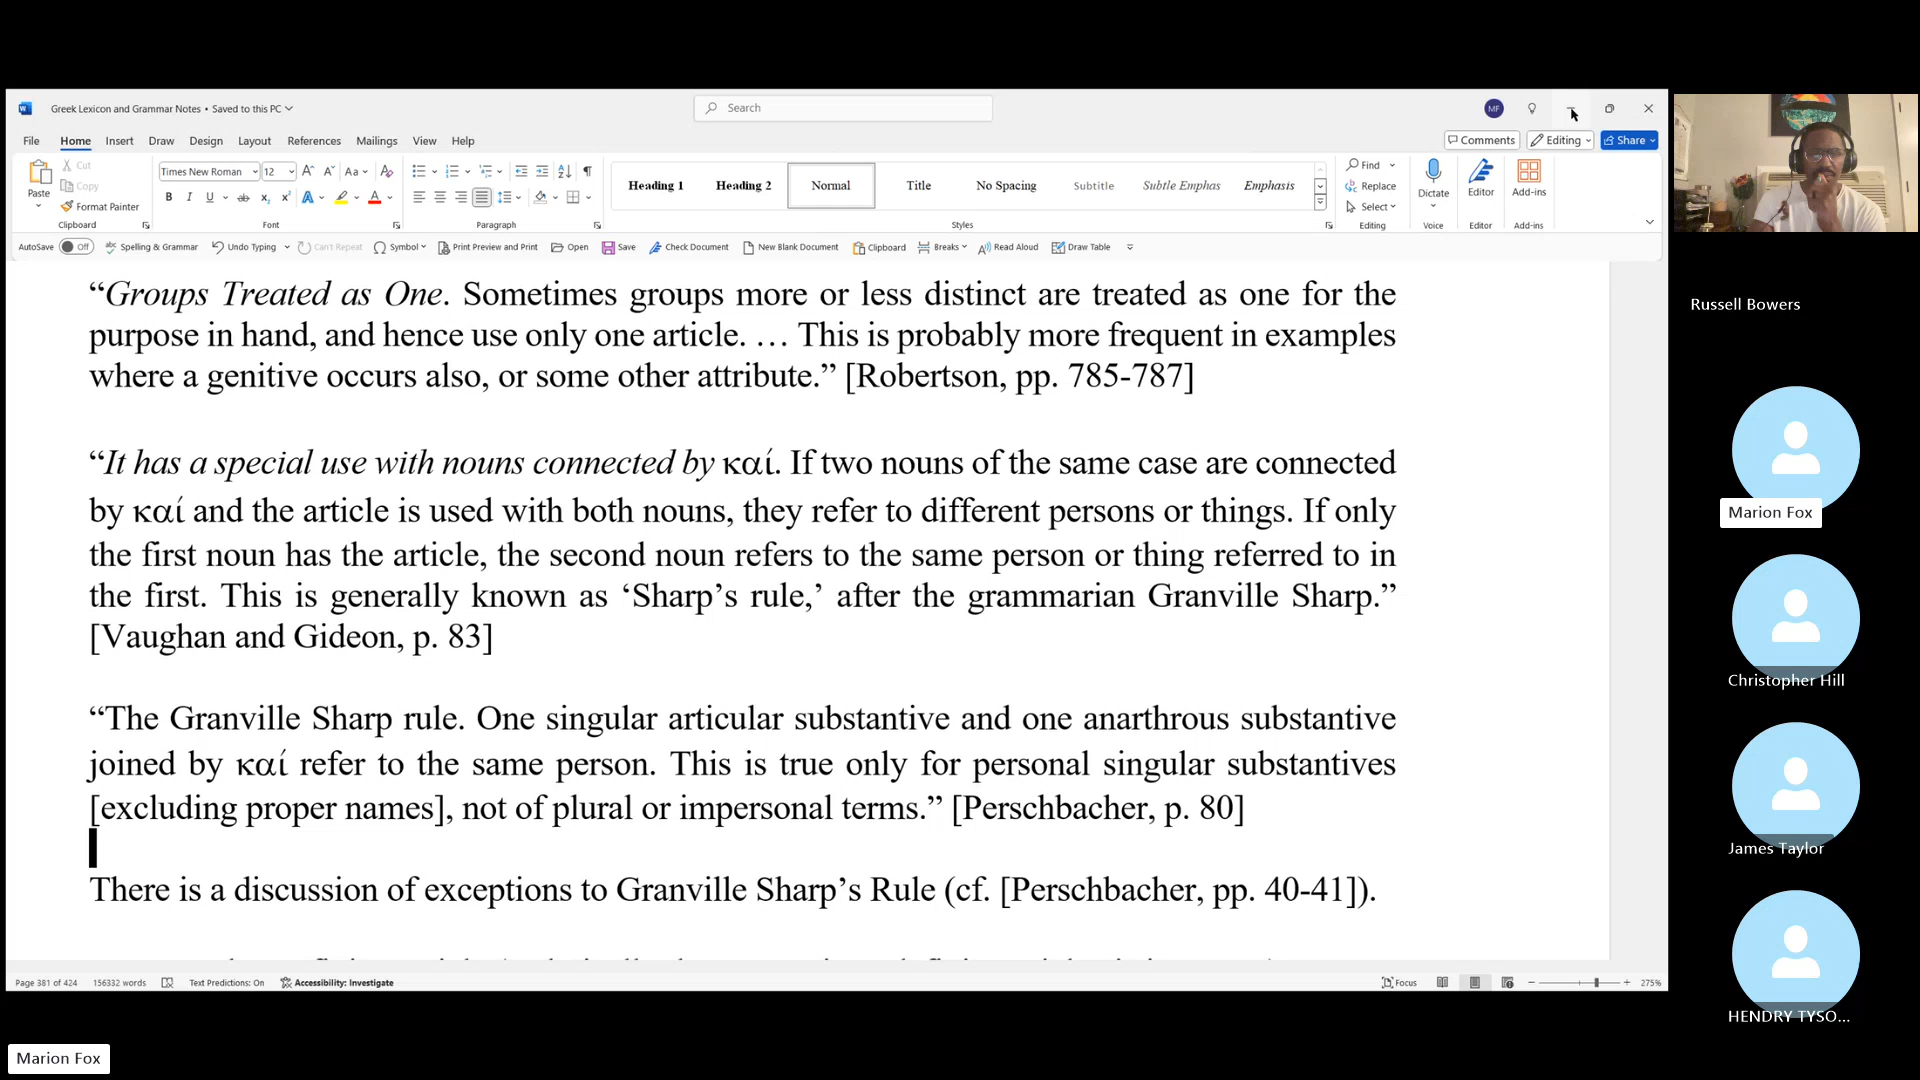 Greek Lexicon and Grammar Notes • Saved to this PC
Search
MF
File Home Insert Draw Design Layout References Mailings View Help
Comments Editing Share
Paste Cut Copy Format Painter
Times New Roman 12
Aa
B I U ab x₂ x² A A
Heading 1 Heading 2 Normal Title No Spacing Subtitle Subtle Emphas Emphasis
Find Replace Select
Dictate Editor Add-ins
Clipboard Font Paragraph Styles Editing Voice Editor Add-ins
AutoSave Off Spelling & Grammar Undo Typing Can't Repeat Symbol Print Preview and Print Open Save Check Document New Blank Document Clipboard Breaks Read Aloud Draw Table
“Groups Treated as One. Sometimes groups more or less distinct are treated as one for the
purpose in hand, and hence use only one article. … This is probably more frequent in examples
where a genitive occurs also, or some other attribute.” [Robertson, pp. 785-787]
“It has a special use with nouns connected by καί. If two nouns of the same case are connected
by καί and the article is used with both nouns, they refer to different persons or things. If only
the first noun has the article, the second noun refers to the same person or thing referred to in
the first. This is generally known as ‘Sharp’s rule,’ after the grammarian Granville Sharp.”
[Vaughan and Gideon, p. 83]
“The Granville Sharp rule. One singular articular substantive and one anarthrous substantive
joined by καί refer to the same person. This is true only for personal singular substantives
[excluding proper names], not of plural or impersonal terms.” [Perschbacher, p. 80]
There is a discussion of exceptions to Granville Sharp’s Rule (cf. [Perschbacher, pp. 40-41]).
Page 381 of 424 156332 words Text Predictions: On Accessibility: Investigate Focus 275%
Russell Bowers
Marion Fox
Christopher Hill
James Taylor
HENDRY TYSO...
Marion Fox